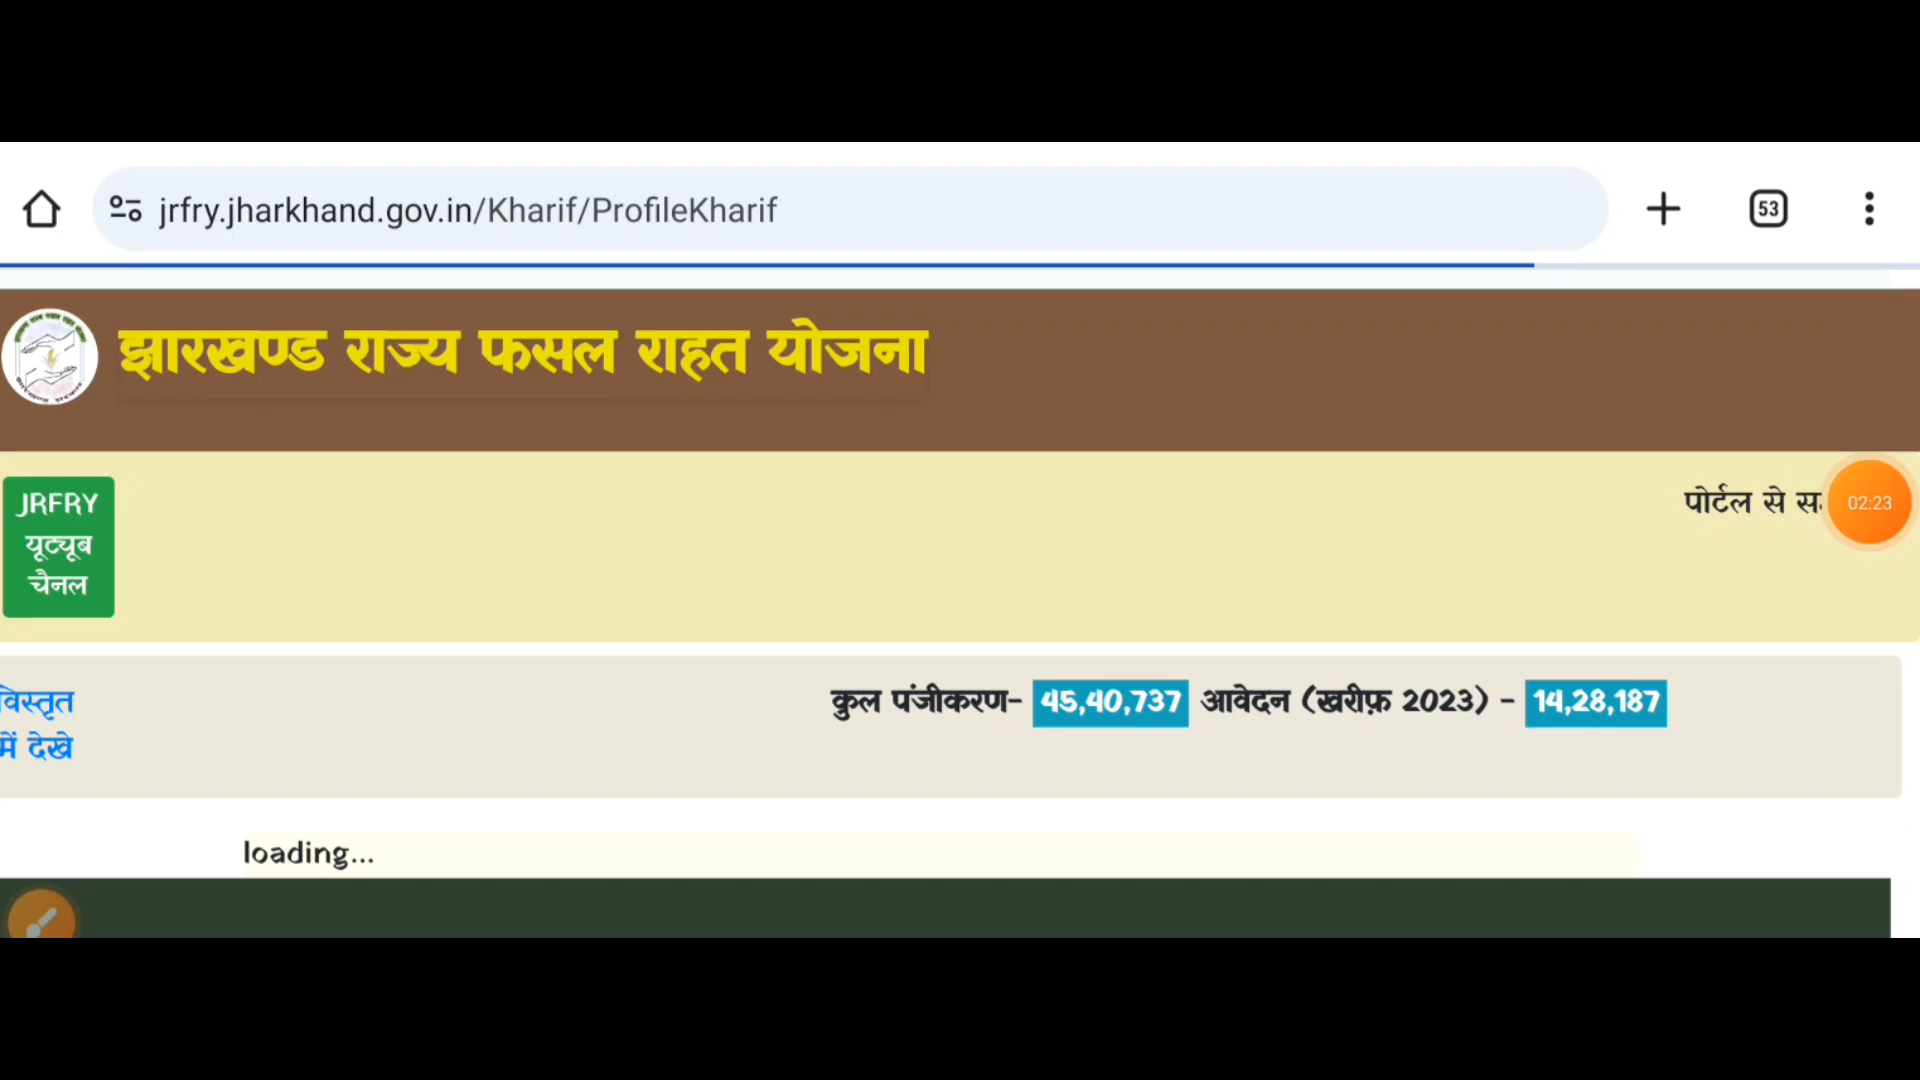 jrfry.jharkhand.gov.in/Kharif/ProfileKharif
53
झारखण्ड राज्य फसल राहत योजना
JRFRY
यूट्यूब
चैनल
पोर्टल से
02:23
विस्तृत
में देखे
कुल पंजीकरण- 45,40,737 आवेदन (खरीफ़ 2023) - 14,28,187
loading...